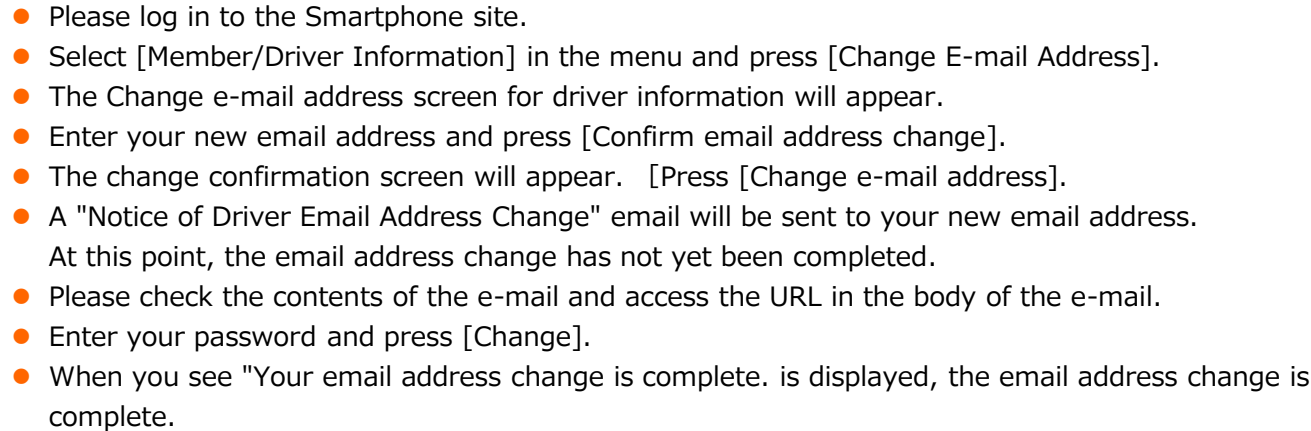 ● Please log in to the Smartphone site.
● Select [Member/Driver Information] in the menu and press [Change E-mail Address].
● The Change e-mail address screen for driver information will appear.
● Enter your new email address and press [Confirm email address change].
● The change confirmation screen will appear. ［Press [Change e-mail address].
● A "Notice of Driver Email Address Change" email will be sent to your new email address.
At this point, the email address change has not yet been completed.
● Please check the contents of the e-mail and access the URL in the body of the e-mail.
● Enter your password and press [Change].
● When you see "Your email address change is complete. is displayed, the email address change is
complete.